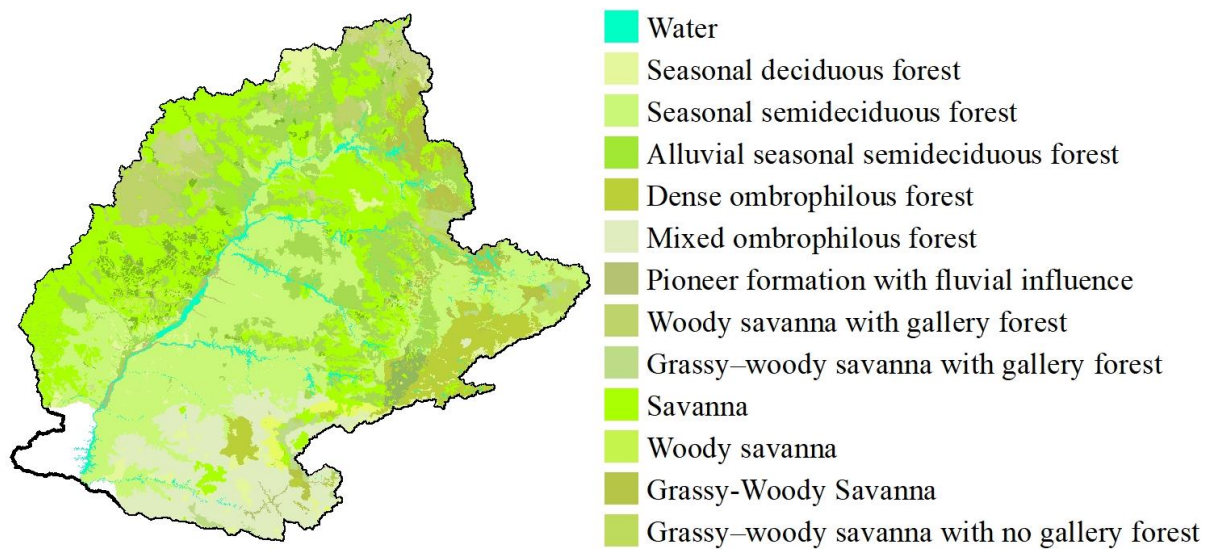 Water
Seasonal deciduous forest
Seasonal semideciduous forest
Alluvial seasonal semideciduous forest
Dense ombrophilous forest
Mixed ombrophilous forest
Pioneer formation with fluvial influence
Woody savanna with gallery forest
Grassy–woody savanna with gallery forest
Savanna
Woody savanna
Grassy-Woody Savanna
Grassy–woody savanna with no gallery forest